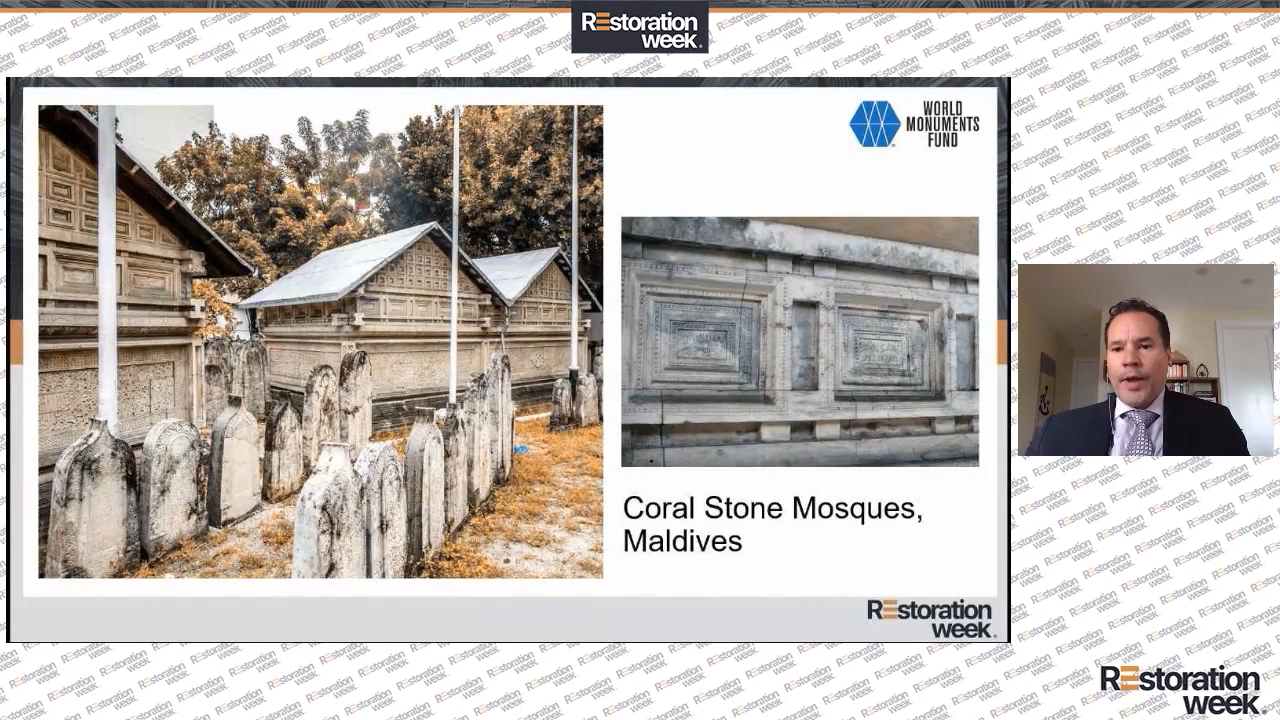 REstoration
week.
WORLD
MONUMENTS
FUND
Coral Stone Mosques,
Maldives
REstoration
week.
REstoration
week.